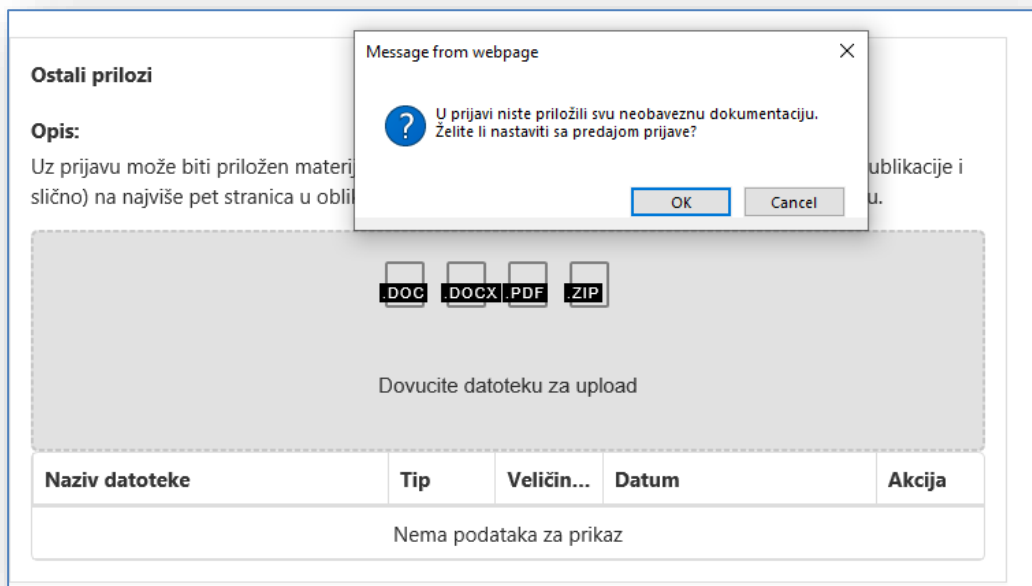 Message from webpage
U prijavi niste priložili svu neobaveznu dokumentaciju.
Želite li nastaviti sa predajom prijave?
OK Cancel
Ostali prilozi
Opis:
Uz prijavu može biti priložen ublikacije i
slično) na najviše pet stranica u u.
.DOC .DOCX .PDF .ZIP
Dovucite datoteku za upload
Naziv datoteke Tip Veličin... Datum Akcija
Nema podataka za prikaz